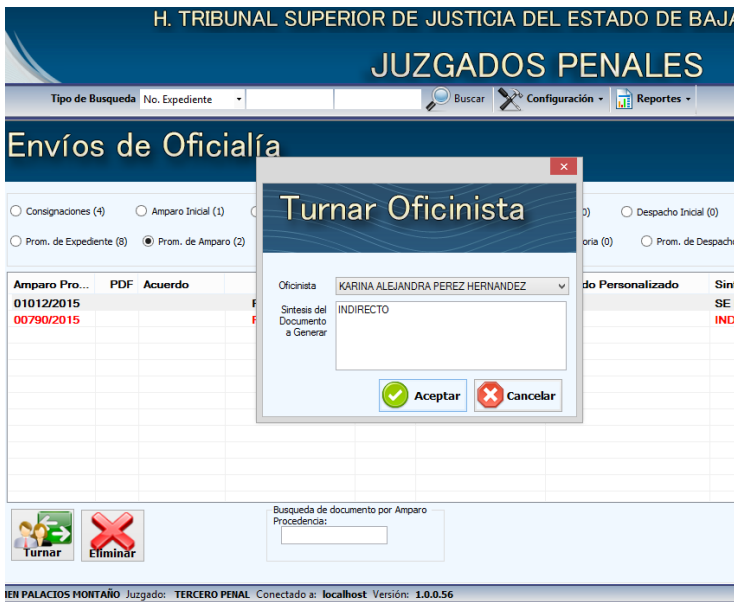 H. TRIBUNAL SUPERIOR DE JUSTICIA DEL ESTADO DE BAJA
JUZGADOS PENALES
Tipo de Busqueda No. Expediente Buscar Configuración Reportes
Envíos de Oficialía
Turnar Oficinista
Consignaciones (4) Amparo Inicial (1) Despacho Inicial (0)
Prom. de Expediente (8) Prom. de Amparo (2) oria (0) Prom. de Despacho
Oficinista KARINA ALEJANDRA PEREZ HERNANDEZ
Sintesis del INDIRECTO
Documento
a Generar
Aceptar Cancelar
Amparo Pro... PDF Acuerdo do Personalizado Sin
01012/2015 SE
00790/2015 IND
Turnar Eliminar
Busqueda de documento por Amparo
Procedencia:
MEN PALACIOS MONTAÑO Juzgado: TERCERO PENAL Conectado a: localhost Versión: 1.0.0.56